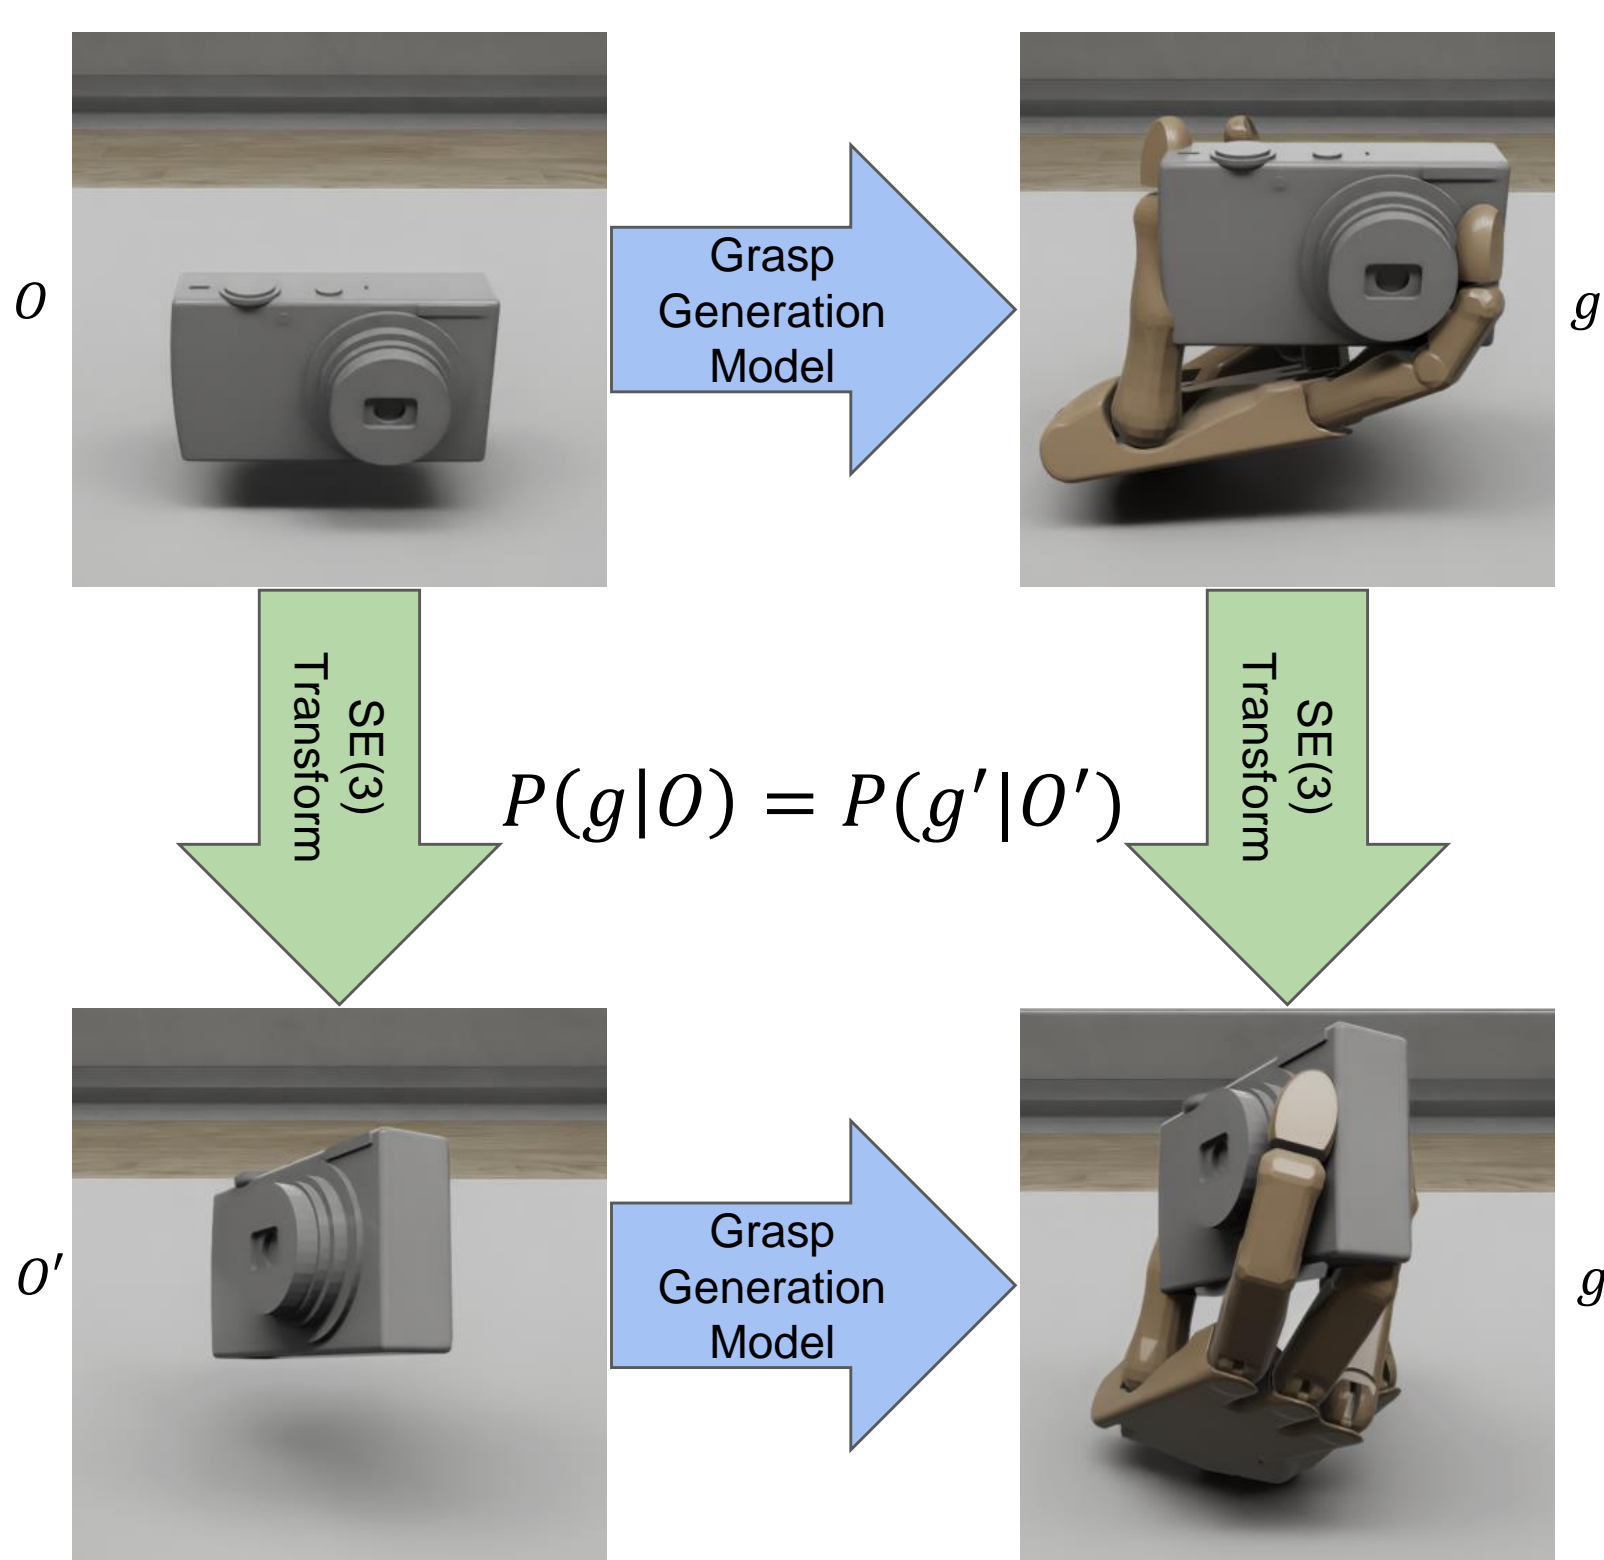 O
Grasp
Generation
Model
g
SE(3)
Transform
P(g|O) = P(g′|O′)
SE(3)
Transform
O′
Grasp
Generation
Model
g